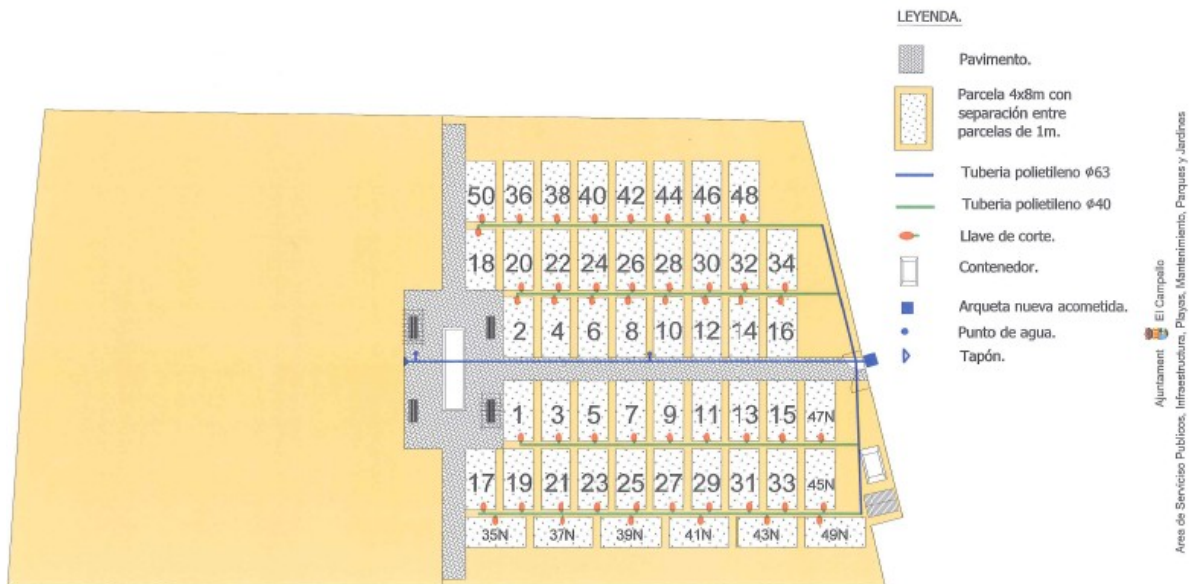 LEYENDA.
Pavimento.
Parcela 4x8m con
separación entre
parcelas de 1m.
Tuberia polietileno ø63
Tuberia polietileno ø40
Llave de corte.
Contenedor.
Arqueta nueva acometida.
Punto de agua.
Tapón.
50 36 38 40 42 44 46 48
18 20 22 24 26 28 30 32 34
2 4 6 8 10 12 14 16
1 3 5 7 9 11 13 15 47N
17 19 21 23 25 27 29 31 33 45N
35N 37N 39N 41N 43N 49N
Ajuntament El Campello
Area de Serviciso Publicos, Infraestructura, Playas, Mantenimiento, Parques y Jardines